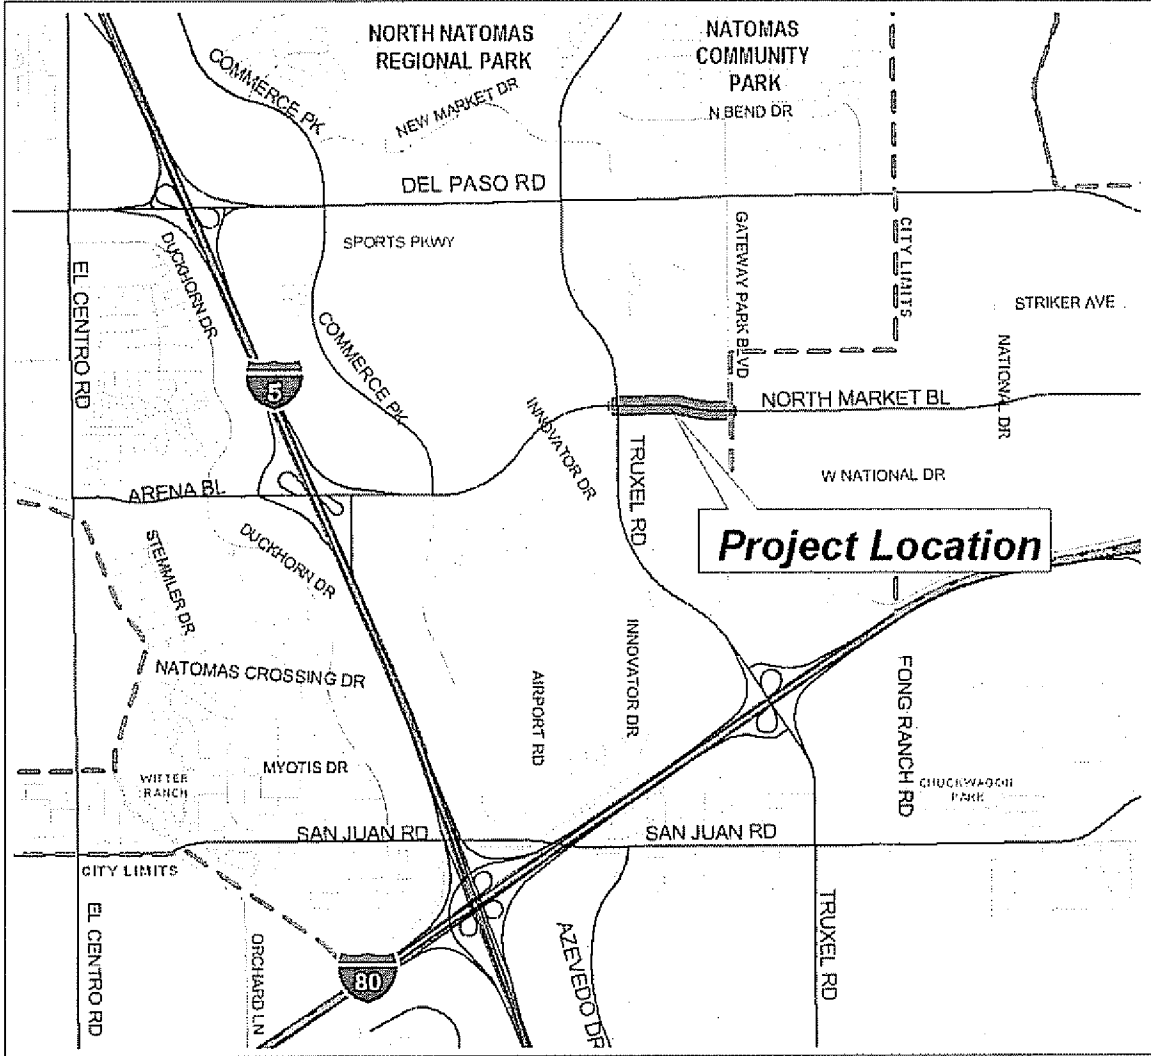 NORTH NATOMAS
REGIONAL PARK
NATOMAS
COMMUNITY
PARK
COMMERCE PK
NEW MARKET DR
N BEND DR
DEL PASO RD
DUCKHORN DR
SPORTS PKWY
GATEWAY PARK BLVD
CITY LIMITS
EL CENTRO RD
STRIKER AVE
COMMERCE PK
NATIONAL DR
5
INNOVATOR DR
NORTH MARKET BL
TRUXEL RD
W NATIONAL DR
ARENA BL
Project Location
STEMMLER DR
DUCKHORN DR
NATOMAS CROSSING DR
AIRPORT RD
INNOVATOR DR
FONG RANCH RD
WITTER
RANCH
MYOTIS DR
CHUCKWAGON
PARK
SAN JUAN RD
SAN JUAN RD
CITY LIMITS
EL CENTRO RD
ORCHARD LN
80
AZEVEDO DR
TRUXEL RD